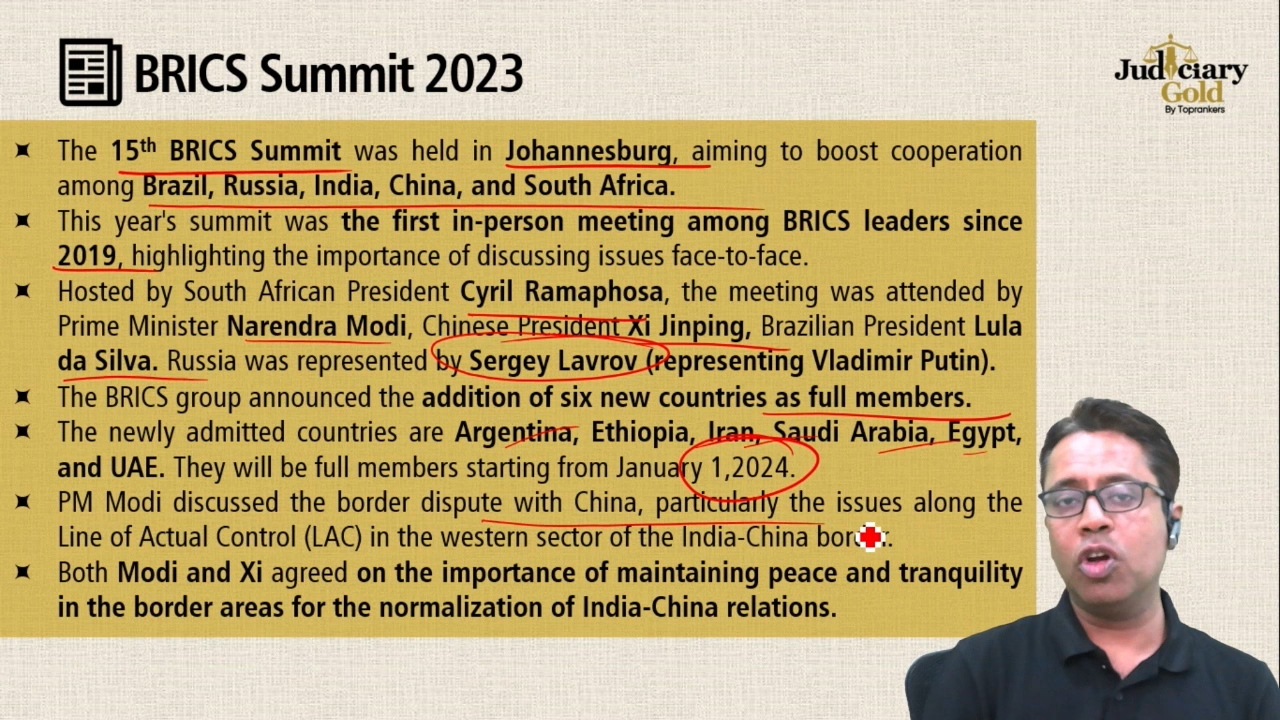 BRICS Summit 2023
Judiciary
Gold
By Toprankers
The 15th BRICS Summit was held in Johannesburg, aiming to boost cooperation
among Brazil, Russia, India, China, and South Africa.
This year's summit was the first in-person meeting among BRICS leaders since
2019, highlighting the importance of discussing issues face-to-face.
Hosted by South African President Cyril Ramaphosa, the meeting was attended by
Prime Minister Narendra Modi, Chinese President Xi Jinping, Brazilian President Lula
da Silva. Russia was represented by Sergey Lavrov (representing Vladimir Putin).
The BRICS group announced the addition of six new countries as full members.
The newly admitted countries are Argentina, Ethiopia, Iran, Saudi Arabia, Egypt,
and UAE. They will be full members starting from January 1,2024.
PM Modi discussed the border dispute with China, particularly the issues along the
Line of Actual Control (LAC) in the western sector of the India-China border.
Both Modi and Xi agreed on the importance of maintaining peace and tranquility
in the border areas for the normalization of India-China relations.